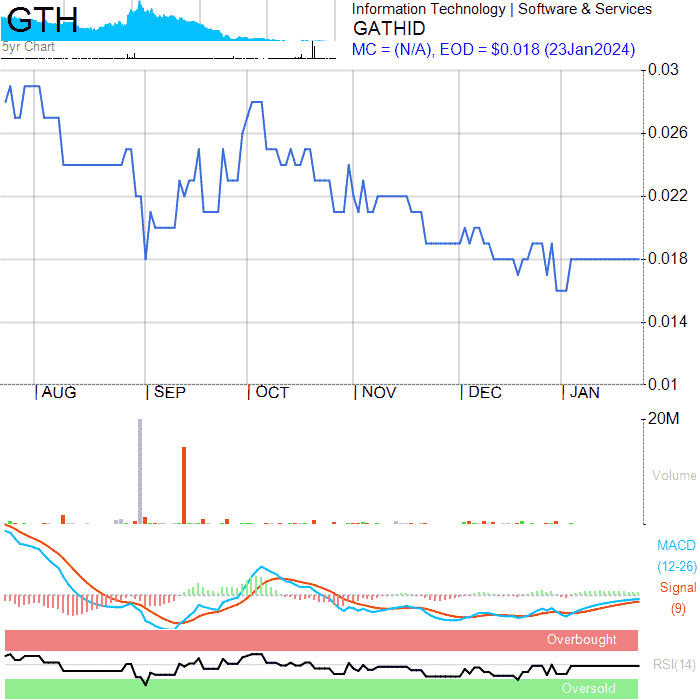 GTH
5yr Chart
Information Technology | Software & Services
GATHID
MC = (N/A), EOD = $0.018 (23Jan2024)
0.03
0.026
0.022
0.018
0.014
0.01
AUG SEP OCT NOV DEC JAN
20M
Volume
MACD
(12-26)
Signal
(9)
Overbought
RSI(14)
Oversold